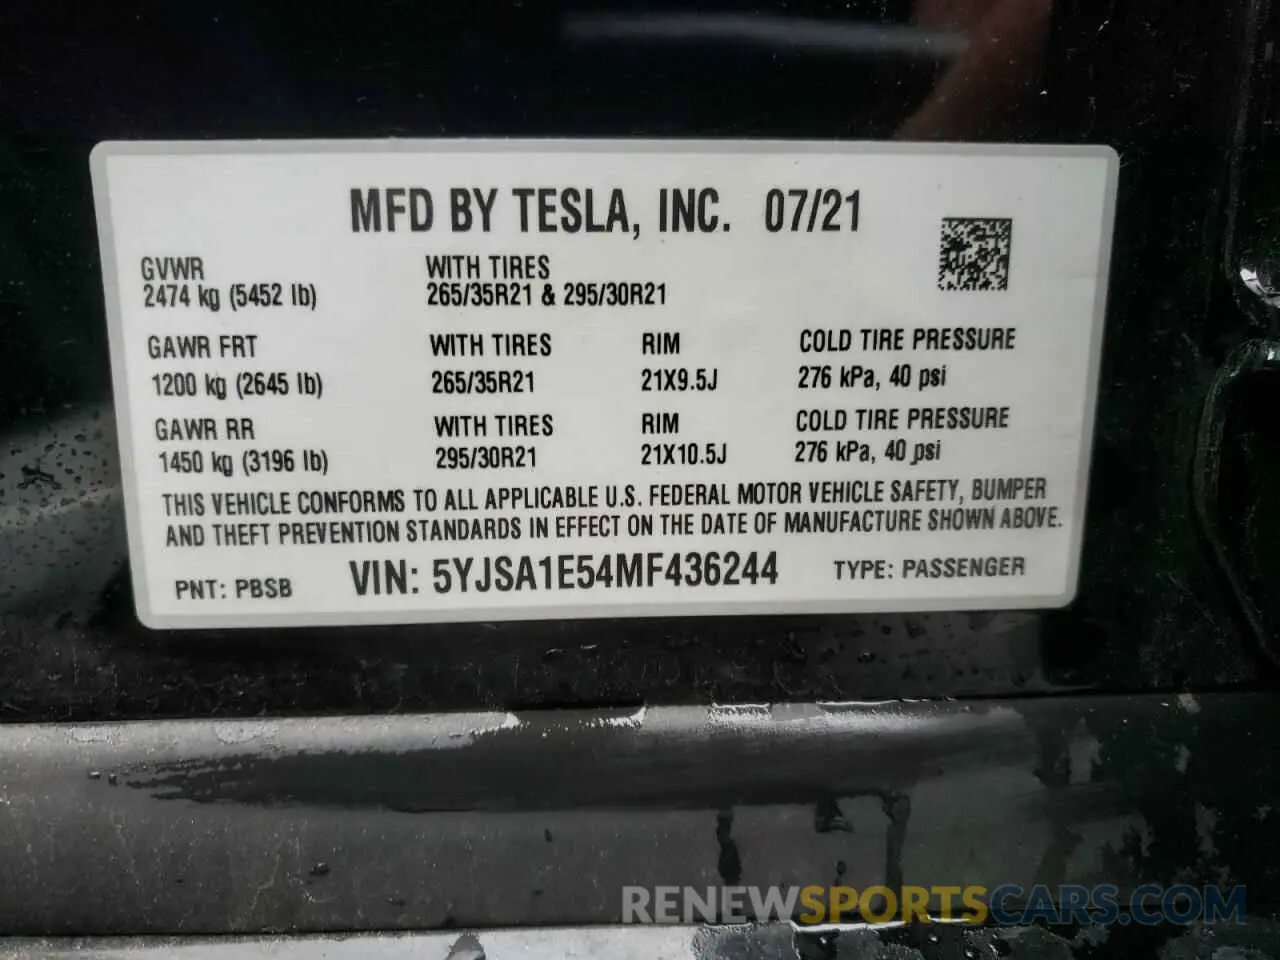 MFD BY TESLA, INC. 07/21
GVWR WITH TIRES
2474 kg (5452 lb) 265/35R21 & 295/30R21
GAWR FRT WITH TIRES RIM COLD TIRE PRESSURE
1200 kg (2645 lb) 265/35R21 21X9.5J 276 kPa, 40 psi
GAWR RR WITH TIRES RIM COLD TIRE PRESSURE
1450 kg (3196 lb) 295/30R21 21X10.5J 276 kPa, 40 psi
THIS VEHICLE CONFORMS TO ALL APPLICABLE U.S. FEDERAL MOTOR VEHICLE SAFETY, BUMPER
AND THEFT PREVENTION STANDARDS IN EFFECT ON THE DATE OF MANUFACTURE SHOWN ABOVE.
PNT: PBSB VIN: 5YJSA1E54MF436244 TYPE: PASSENGER
RENEWSPORTSCARS.COM